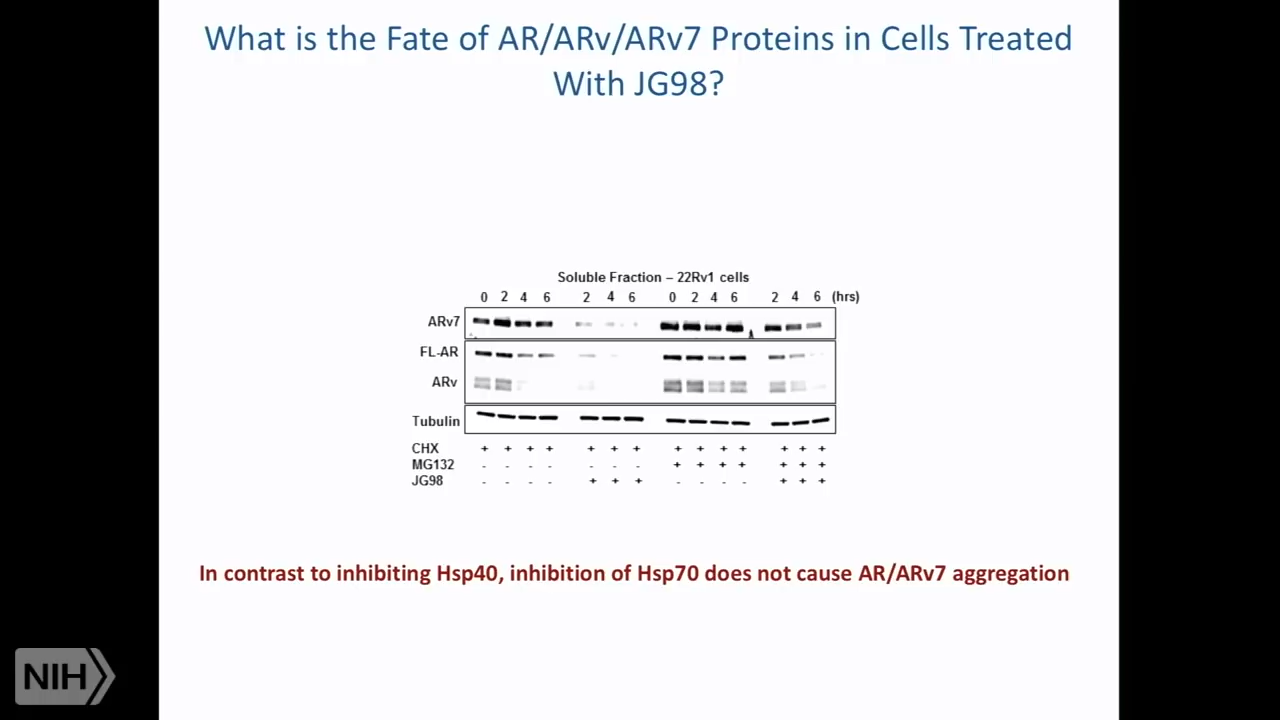 What is the Fate of AR/ARv/ARv7 Proteins in Cells Treated
With JG98?
Soluble Fraction – 22Rv1 cells
0 2 4 6 2 4 6 0 2 4 6 2 4 6 (hrs)
ARv7
FL-AR
ARv
Tubulin
CHX + + + + + + + + + + + + + +
MG132 - - - - - - - + + + + + + +
JG98 - - - - + + + - - - - + + +
In contrast to inhibiting Hsp40, inhibition of Hsp70 does not cause AR/ARv7 aggregation
NIH